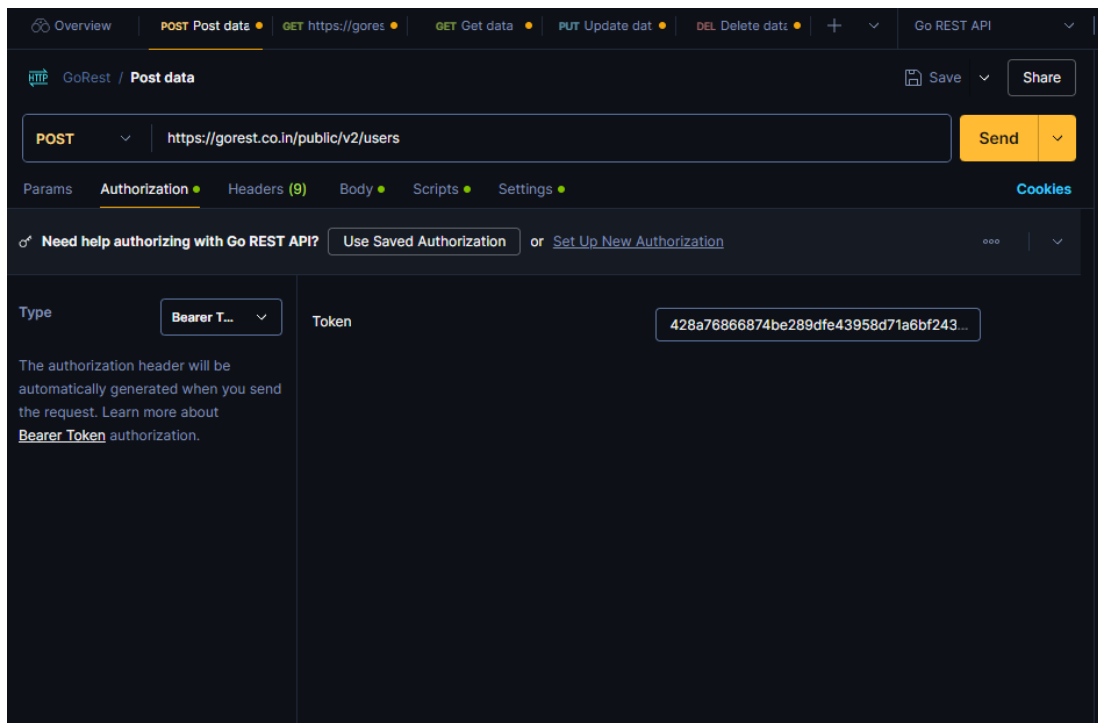 Overview POST Post data GET https://gores GET Get data PUT Update dat DEL Delete data Go REST API
HTTP GoRest / Post data Save Share
POST https://gorest.co.in/public/v2/users Send
Params Authorization Headers (9) Body Scripts Settings Cookies
Need help authorizing with Go REST API? Use Saved Authorization or Set Up New Authorization
Type Bearer T... Token 428a76866874be289dfe43958d71a6bf243...
The authorization header will be
automatically generated when you send
the request. Learn more about
Bearer Token authorization.